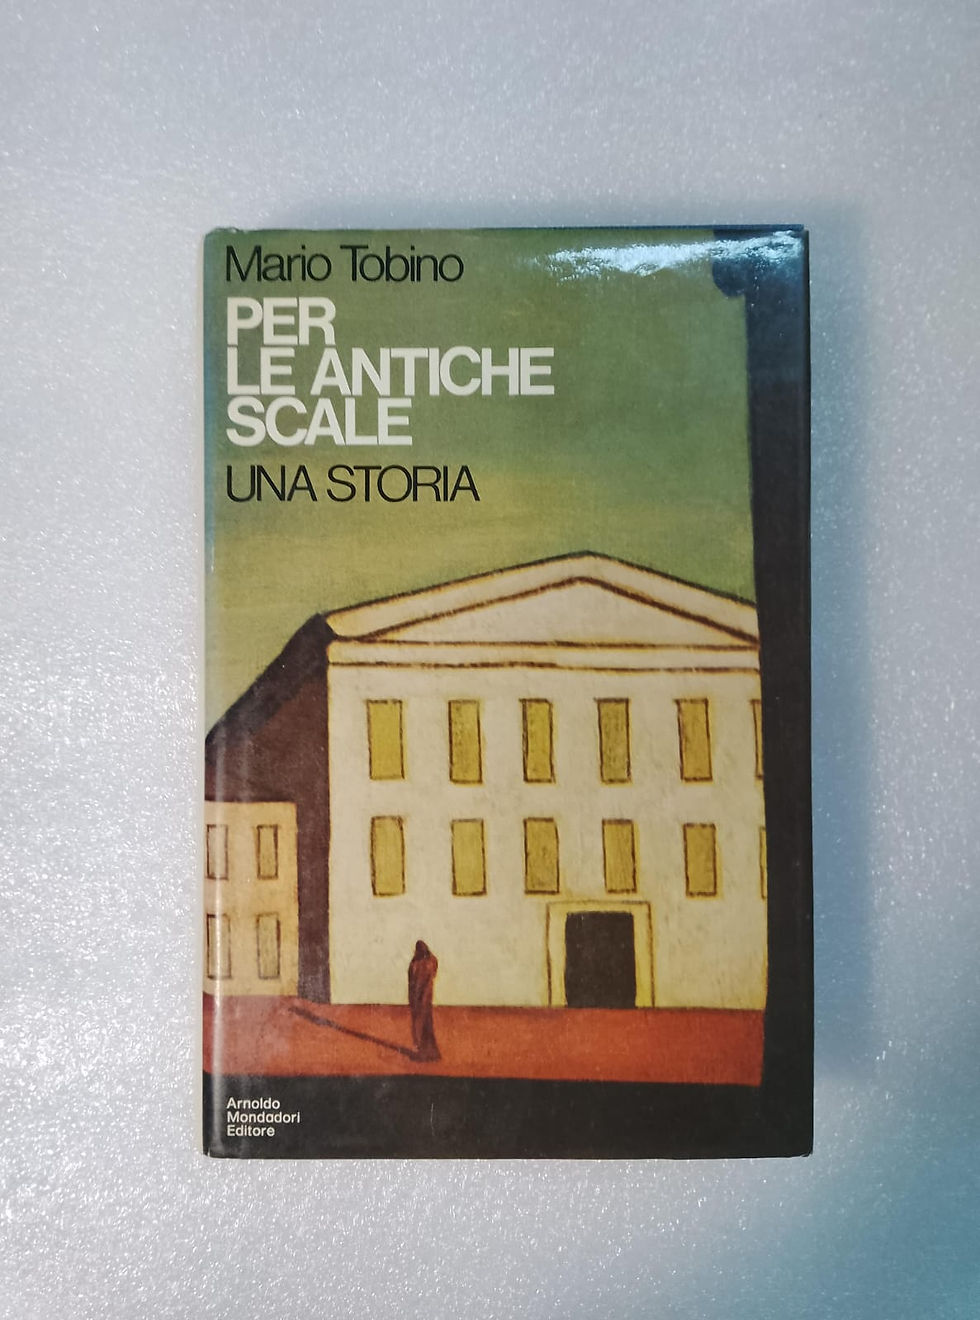 Mario Tobino
PER
LE ANTICHE
SCALE
UNA STORIA
Arnoldo
Mondadori
Editore